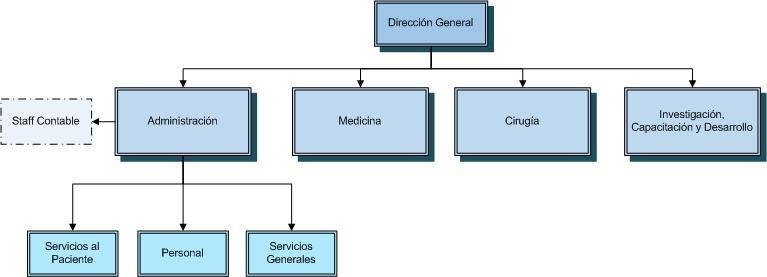 Dirección General
Staff Contable
Administración
Medicina
Cirugía
Investigación,
Capacitación y Desarrollo
Servicios al
Paciente
Personal
Servicios
Generales